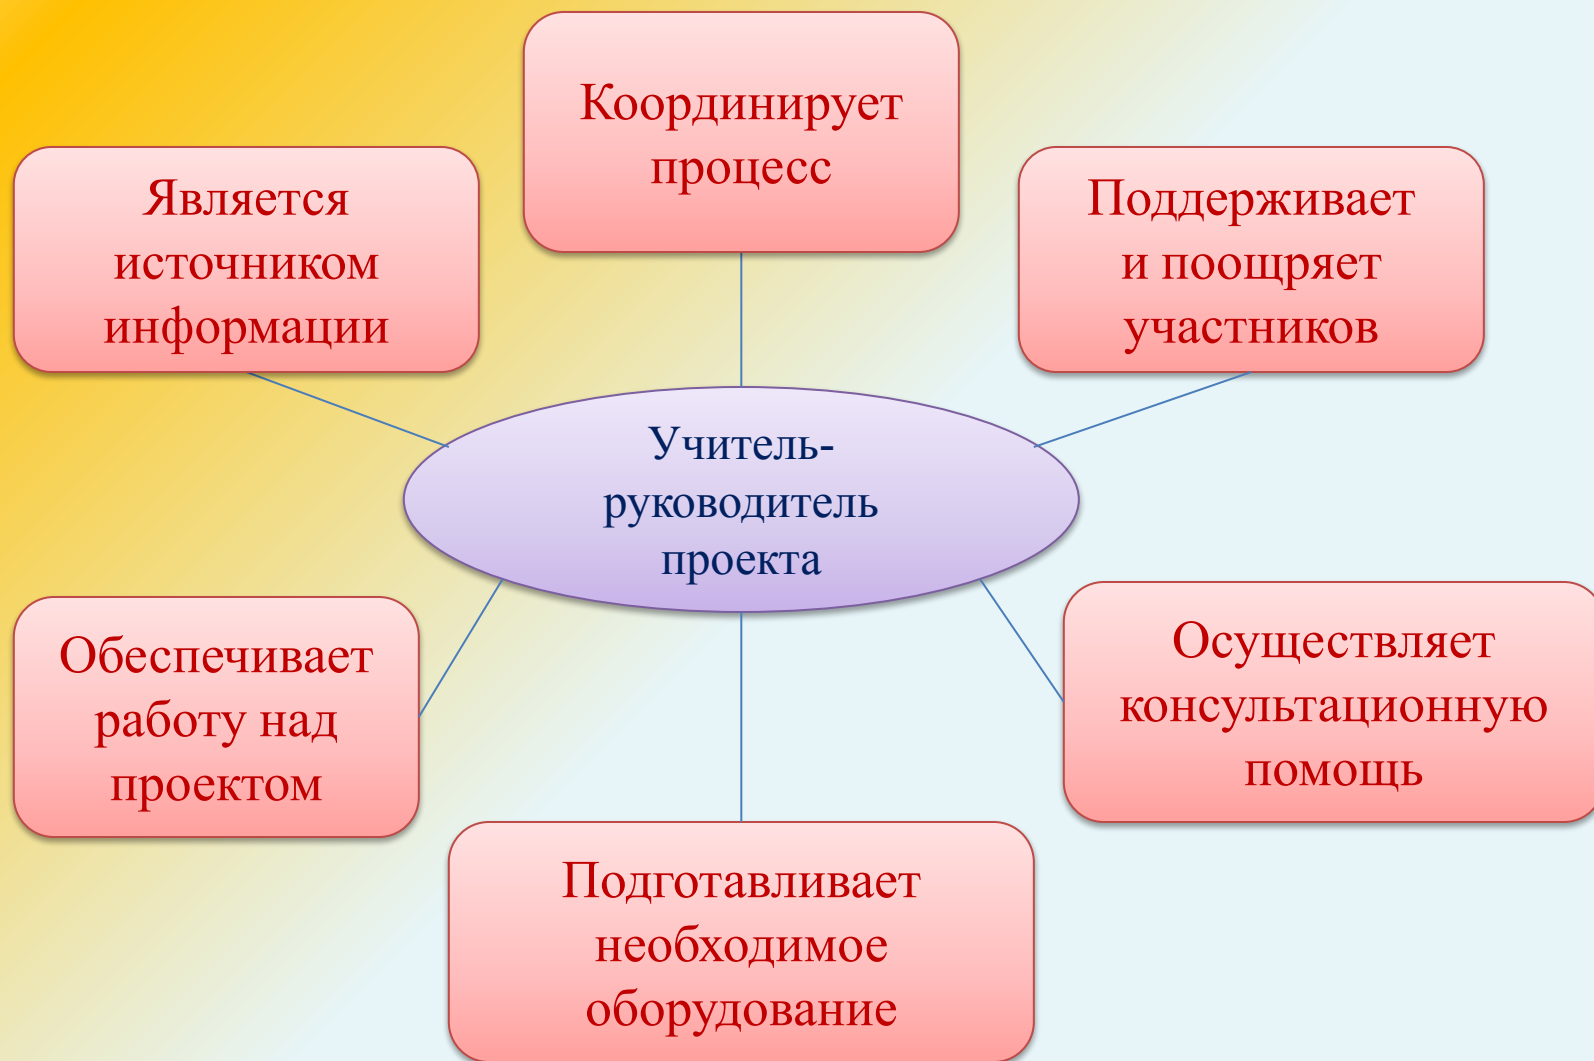 Координирует
процесс
Является
источником
информации
Поддерживает
и поощряет
участников
Учитель-
руководитель
проекта
Обеспечивает
работу над
проектом
Осуществляет
консультационную
помощь
Подготавливает
необходимое
оборудование